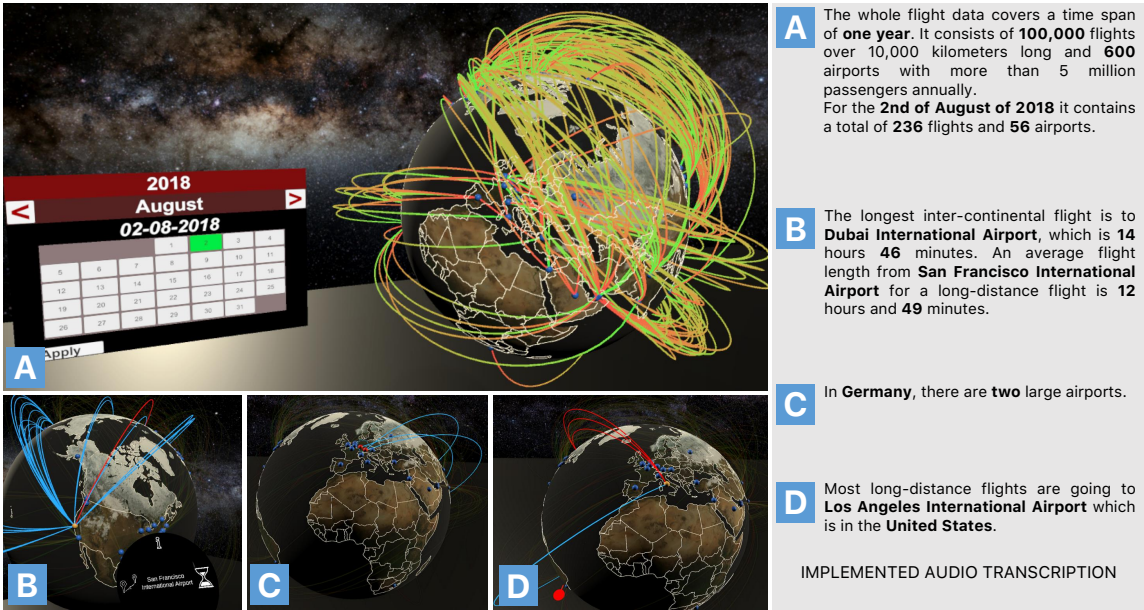 2018
<
August
>
02-08-2018
1 2 3 4
5 6 7 8 9 10 11
12 13 14 15 16 17 18
19 20 21 22 23 24 25
26 27 28 29 30 31
Apply
A
B
i
San Francisco
International Airport
C
D
A
The whole flight data covers a time span
of one year. It consists of 100,000 flights
over 10,000 kilometers long and 600
airports with more than 5 million
passengers annually.
For the 2nd of August of 2018 it contains
a total of 236 flights and 56 airports.
B
The longest inter-continental flight is to
Dubai International Airport, which is 14
hours 46 minutes. An average flight
length from San Francisco International
Airport for a long-distance flight is 12
hours and 49 minutes.
C
In Germany, there are two large airports.
D
Most long-distance flights are going to
Los Angeles International Airport which
is in the United States.
IMPLEMENTED AUDIO TRANSCRIPTION